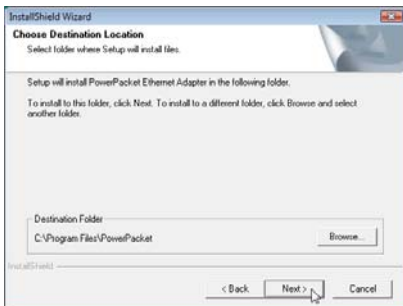 InstallShield Wizard
Choose Destination Location
Select folder where Setup will install files.
Setup will install PowerPacket Ethernet Adapter in the following folder.
To install to this folder, click Next. To install to a different folder, click Browse and select
another folder.
Destination Folder
C:\Program Files\PowerPacket
Browse...
InstallShield
< Back
Next >
Cancel